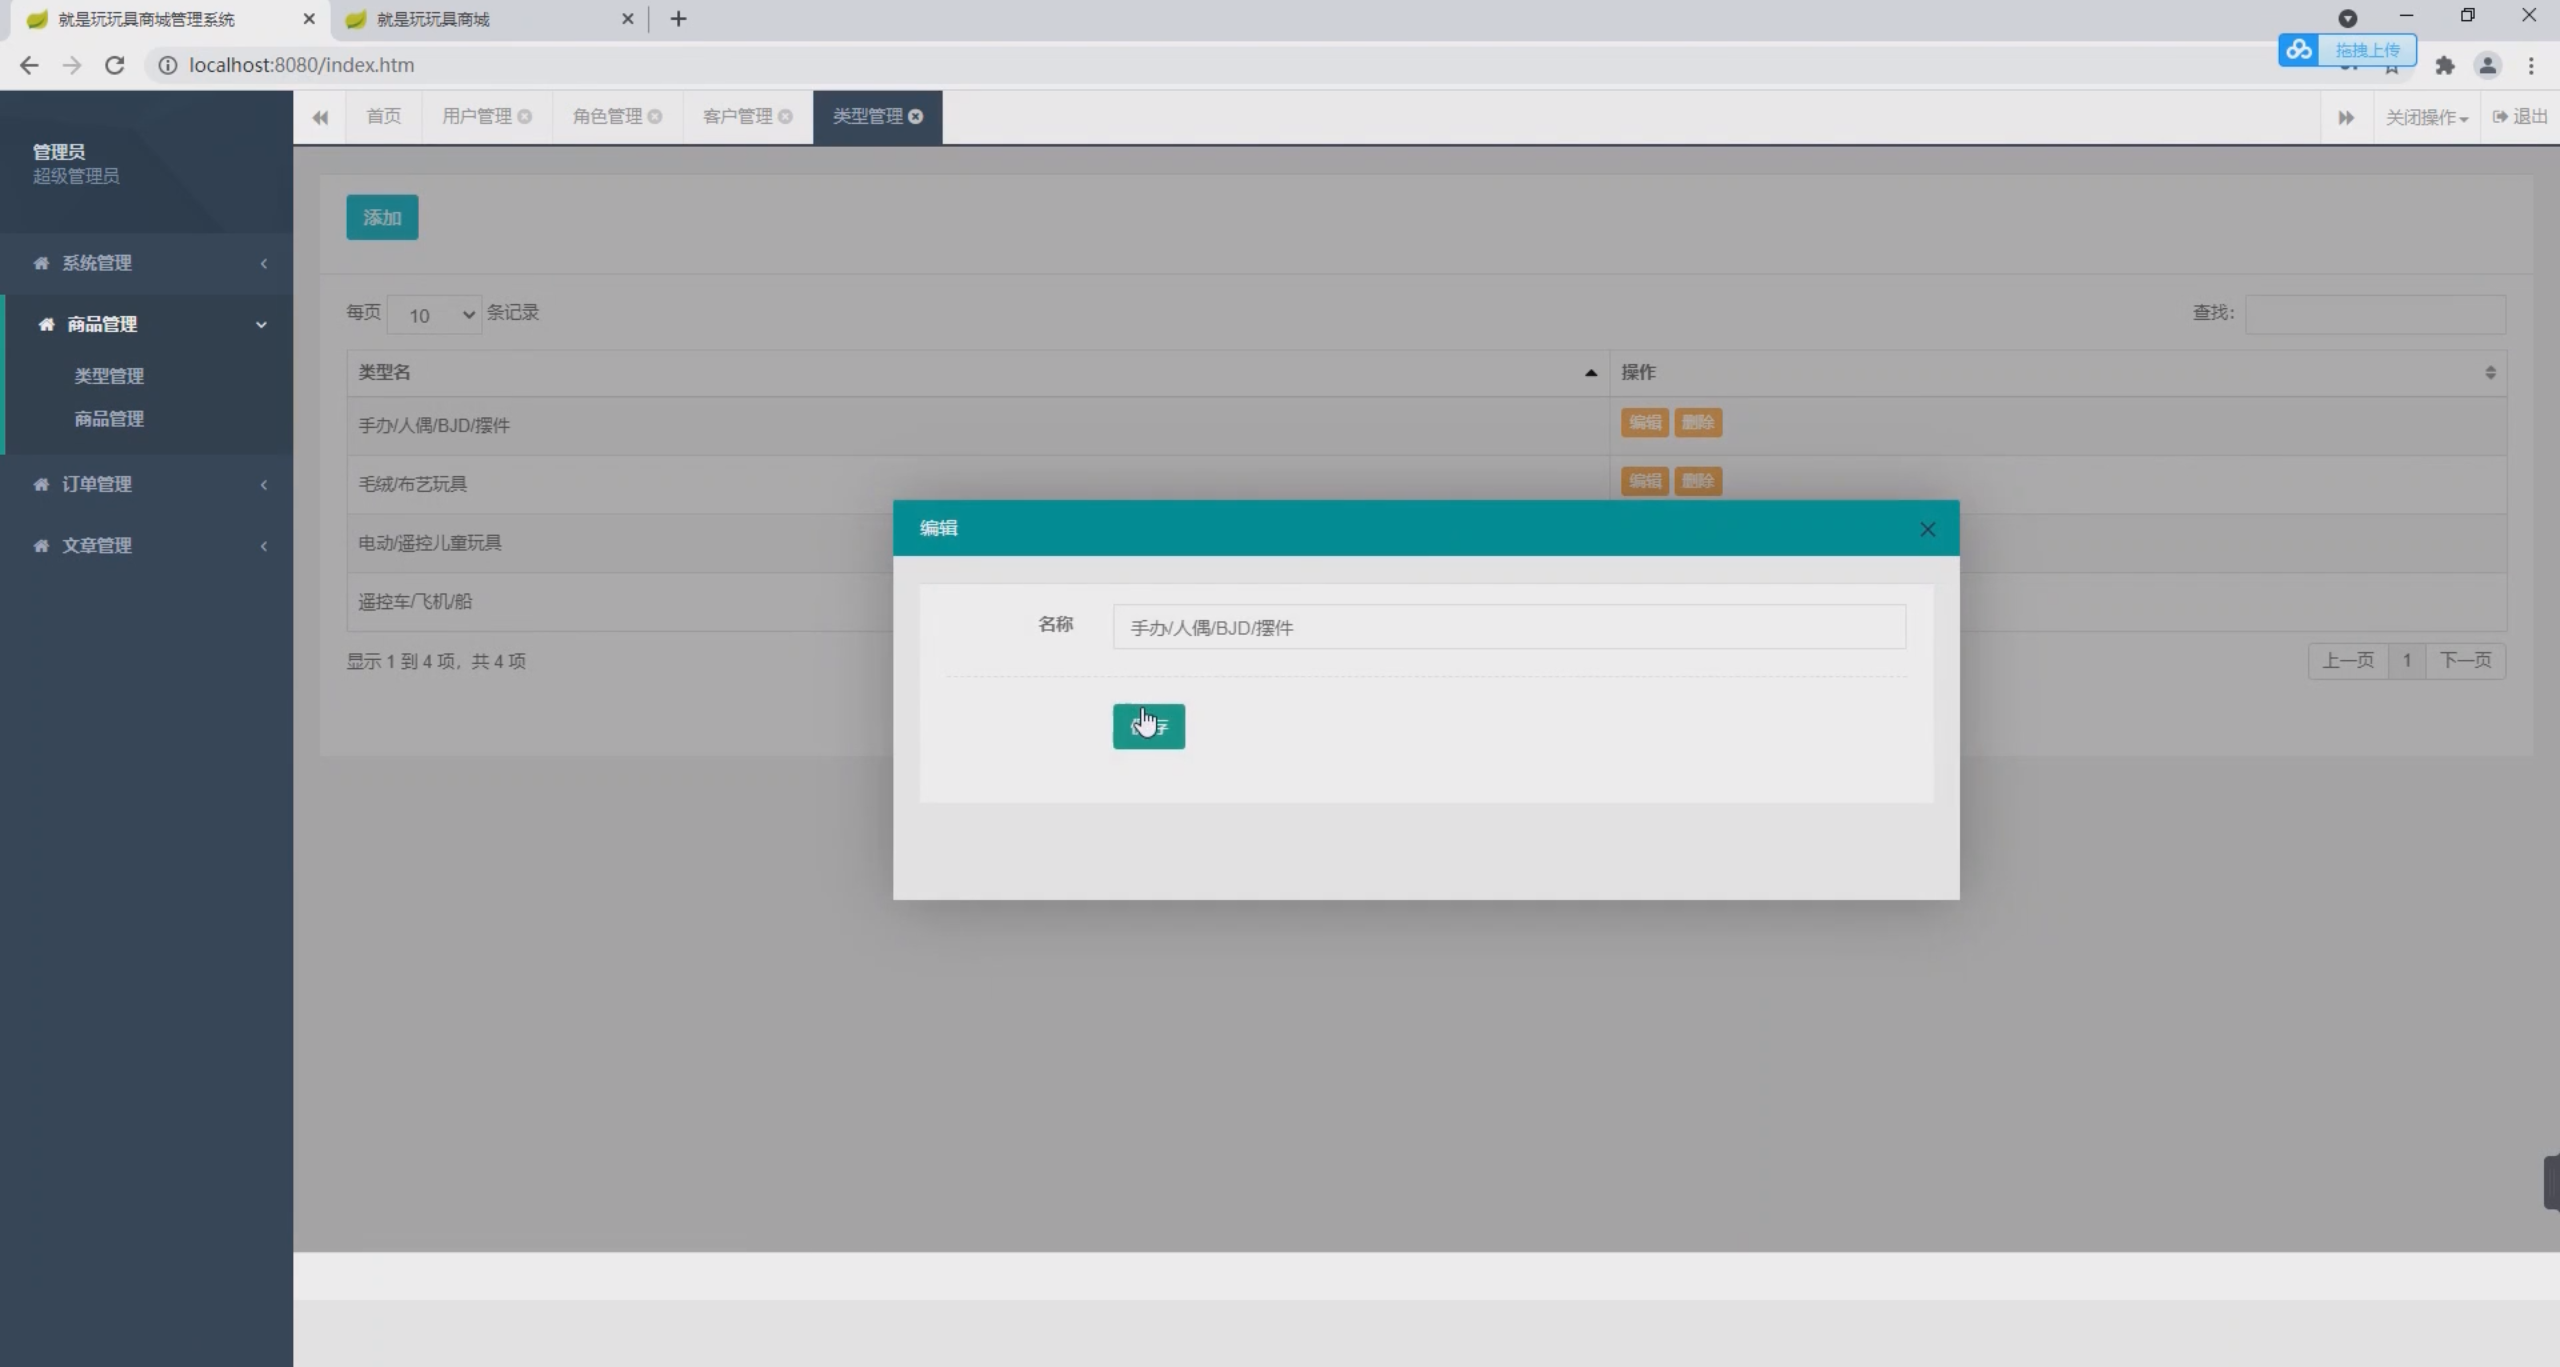 就是玩玩具商城管理系统
就是玩玩具商城
localhost:8080/index.htm
拖拽上传
首页
用户管理
角色管理
客户管理
类型管理
关闭操作
退出
管理员
超级管理员
系统管理
商品管理
类型管理
商品管理
订单管理
文章管理
添加
每页 10 条记录
查找:
类型名 操作
手办/人偶/BJD/摆件 编辑 删除
毛绒/布艺玩具 编辑 删除
电动/遥控儿童玩具
遥控车/飞机/船
显示 1 到 4 项，共 4 项
上一页 1 下一页
编辑
名称 手办/人偶/BJD/摆件